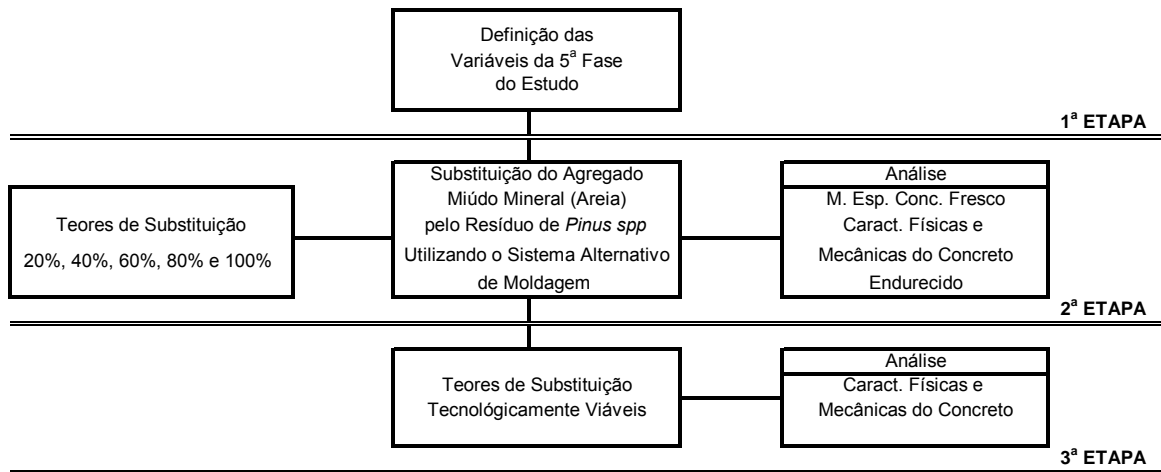 Definição das
Variáveis da 5ª Fase
do Estudo
1ª ETAPA
Teores de Substituição
20%, 40%, 60%, 80% e 100%
Substituição do Agregado
Miúdo Mineral (Areia)
pelo Resíduo de Pinus spp
Utilizando o Sistema Alternativo
de Moldagem
Análise
M. Esp. Conc. Fresco
Caract. Físicas e
Mecânicas do Concreto
Endurecido
2ª ETAPA
Teores de Substituição
Tecnológicamente Viáveis
Análise
Caract. Físicas e
Mecânicas do Concreto
3ª ETAPA